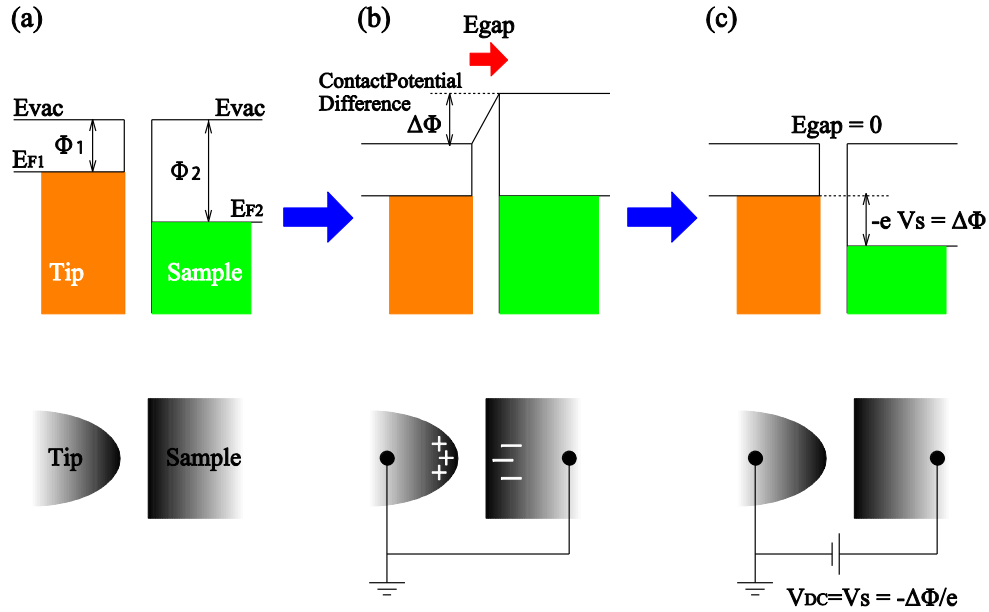 (a)
(b)
(c)
Egap
ContactPotential
Difference
ΔΦ
Evac
Evac
Φ1
EF1
Φ2
EF2
Tip
Sample
Egap = 0
-e Vs = ΔΦ
Tip
Sample
+
+
+
−
−
−
VDC=Vs = -ΔΦ/e